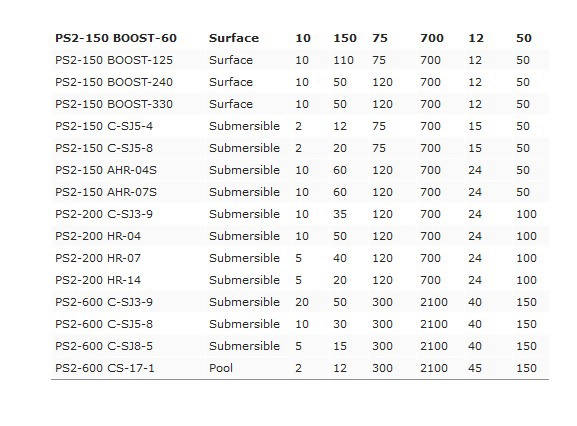 PS2-150 BOOST-60 Surface 10 150 75 700 12 50
PS2-150 BOOST-125 Surface 10 110 75 700 12 50
PS2-150 BOOST-240 Surface 10 50 120 700 12 50
PS2-150 BOOST-330 Surface 10 50 120 700 12 50
PS2-150 C-SJ5-4 Submersible 2 12 75 700 15 50
PS2-150 C-SJ5-8 Submersible 2 20 75 700 15 50
PS2-150 AHR-04S Submersible 10 60 120 700 24 50
PS2-150 AHR-07S Submersible 10 60 120 700 24 50
PS2-200 C-SJ3-9 Submersible 10 35 120 700 24 100
PS2-200 HR-04 Submersible 10 50 120 700 24 100
PS2-200 HR-07 Submersible 5 40 120 700 24 100
PS2-200 HR-14 Submersible 5 20 120 700 24 100
PS2-600 C-SJ3-9 Submersible 20 50 300 2100 40 150
PS2-600 C-SJ5-8 Submersible 10 30 300 2100 40 150
PS2-600 C-SJ8-5 Submersible 5 15 300 2100 40 150
PS2-600 CS-17-1 Pool 2 12 300 2100 45 150